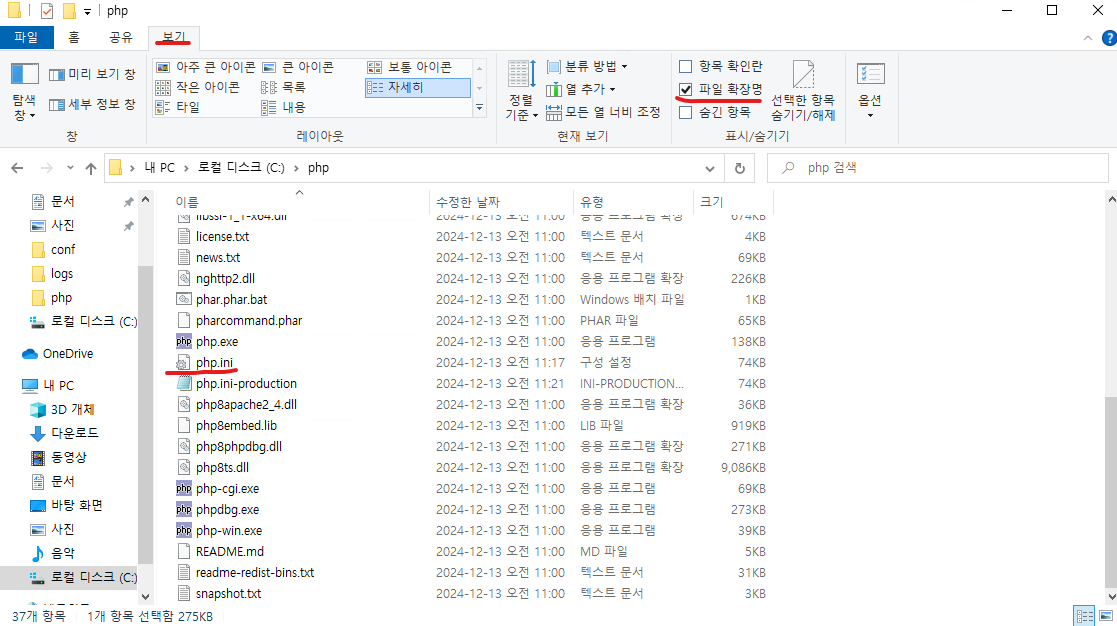 php
파일 홈 공유 보기
탐색 창
미리 보기 창
세부 정보 창
창
아주 큰 아이콘 큰 아이콘 보통 아이콘
작은 아이콘 목록 자세히
타일 내용
레이아웃
정렬 기준
분류 방법
열 추가
모든 열 너비 조정
현재 보기
항목 확인란
파일 확장명
숨긴 항목
선택한 항목 숨기기/해제
표시/숨기기
옵션
내 PC > 로컬 디스크 (C:) > php
php 검색
문서
사진
conf
logs
php
로컬 디스크 (C:)
OneDrive
내 PC
3D 개체
다운로드
동영상
문서
바탕 화면
사진
음악
로컬 디스크 (C:)
이름 수정한 날짜 유형 크기
libssl-1_1-x64.dll 2024-12-13 오전 11:00 응용 프로그램 확장 674KB
license.txt 2024-12-13 오전 11:00 텍스트 문서 4KB
news.txt 2024-12-13 오전 11:00 텍스트 문서 69KB
nghttp2.dll 2024-12-13 오전 11:00 응용 프로그램 확장 226KB
phar.phar.bat 2024-12-13 오전 11:00 Windows 배치 파일 1KB
pharcommand.phar 2024-12-13 오전 11:00 PHAR 파일 65KB
php php.exe 2024-12-13 오전 11:00 응용 프로그램 138KB
php.ini 2024-12-13 오전 11:17 구성 설정 74KB
php.ini-production 2024-12-13 오전 11:21 INI-PRODUCTION... 74KB
php8apache2_4.dll 2024-12-13 오전 11:00 응용 프로그램 확장 36KB
php8embed.lib 2024-12-13 오전 11:00 LIB 파일 919KB
php8phpdbg.dll 2024-12-13 오전 11:00 응용 프로그램 확장 271KB
php8ts.dll 2024-12-13 오전 11:00 응용 프로그램 확장 9,086KB
php php-cgi.exe 2024-12-13 오전 11:00 응용 프로그램 69KB
php phpdbg.exe 2024-12-13 오전 11:00 응용 프로그램 273KB
php php-win.exe 2024-12-13 오전 11:00 응용 프로그램 39KB
README.md 2024-12-13 오전 11:00 MD 파일 5KB
readme-redist-bins.txt 2024-12-13 오전 11:00 텍스트 문서 31KB
snapshot.txt 2024-12-13 오전 11:00 텍스트 문서 3KB
37개 항목 1개 항목 선택함 275KB